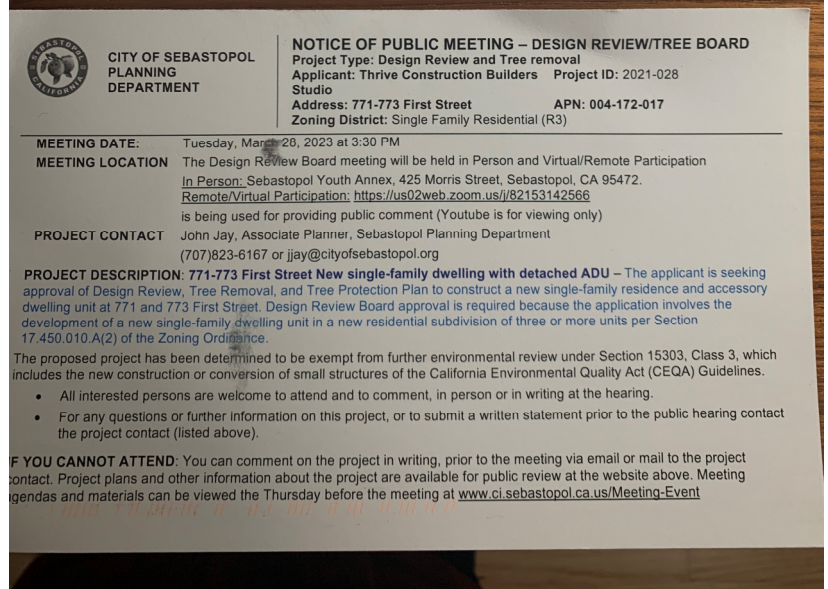 SEBASTOPOL
CALIFORNIA
CITY OF SEBASTOPOL
PLANNING
DEPARTMENT
NOTICE OF PUBLIC MEETING – DESIGN REVIEW/TREE BOARD
Project Type: Design Review and Tree removal
Applicant: Thrive Construction Builders Project ID: 2021-028
Studio
Address: 771-773 First Street APN: 004-172-017
Zoning District: Single Family Residential (R3)
MEETING DATE: Tuesday, March 28, 2023 at 3:30 PM
MEETING LOCATION The Design Review Board meeting will be held in Person and Virtual/Remote Participation
In Person: Sebastopol Youth Annex, 425 Morris Street, Sebastopol, CA 95472.
Remote/Virtual Participation: https://us02web.zoom.us/j/82153142566
is being used for providing public comment (Youtube is for viewing only)
PROJECT CONTACT John Jay, Associate Planner, Sebastopol Planning Department
(707)823-6167 or jjay@cityofsebastopol.org
PROJECT DESCRIPTION: 771-773 First Street New single-family dwelling with detached ADU – The applicant is seeking
approval of Design Review, Tree Removal, and Tree Protection Plan to construct a new single-family residence and accessory
dwelling unit at 771 and 773 First Street. Design Review Board approval is required because the application involves the
development of a new single-family dwelling unit in a new residential subdivision of three or more units per Section
17.450.010.A(2) of the Zoning Ordinance.
The proposed project has been determined to be exempt from further environmental review under Section 15303, Class 3, which
includes the new construction or conversion of small structures of the California Environmental Quality Act (CEQA) Guidelines.
• All interested persons are welcome to attend and to comment, in person or in writing at the hearing.
• For any questions or further information on this project, or to submit a written statement prior to the public hearing contact
the project contact (listed above).
F YOU CANNOT ATTEND: You can comment on the project in writing, prior to the meeting via email or mail to the project
contact. Project plans and other information about the project are available for public review at the website above. Meeting
agendas and materials can be viewed the Thursday before the meeting at www.ci.sebastopol.ca.us/Meeting-Event